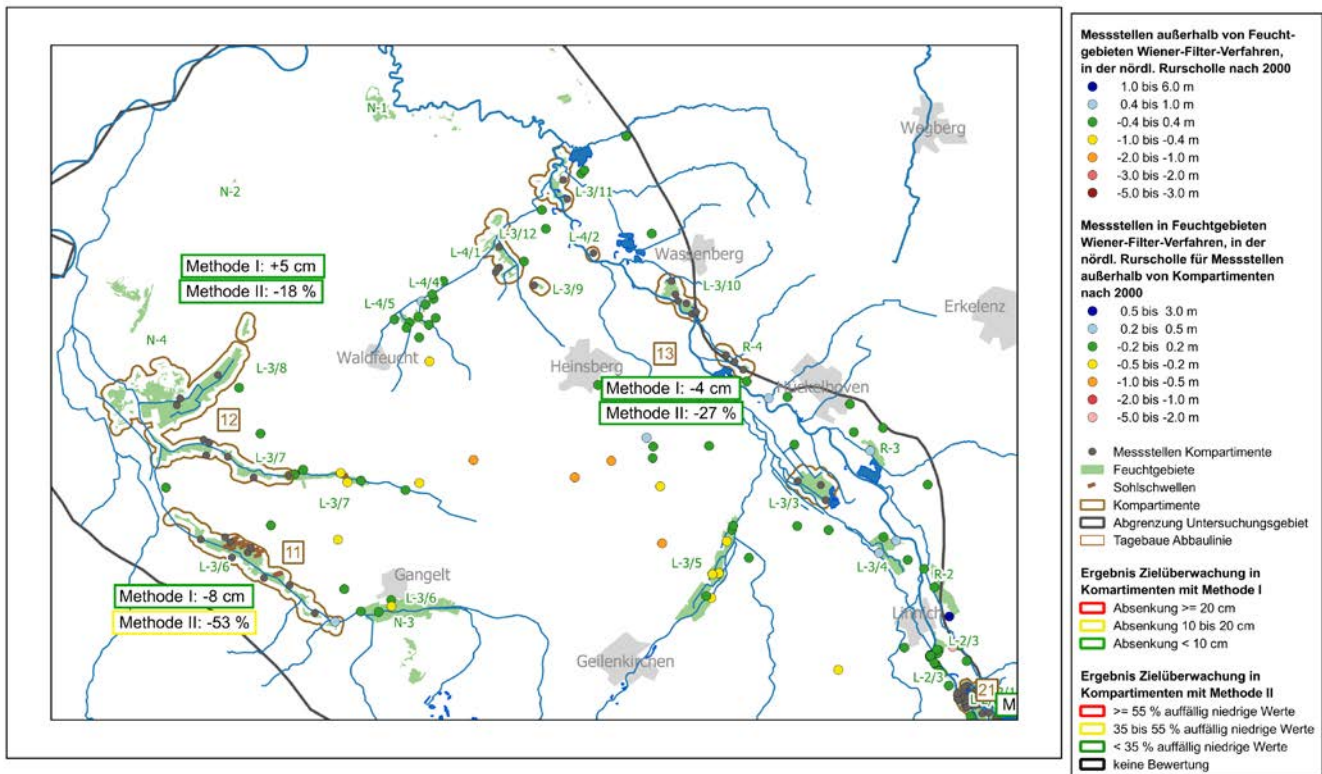 N-1
Wegberg
N-2
L-3/11
L-3/12
L-4/2
L-4/1
Wassenberg
Methode I: +5 cm
Methode II: -18 %
L-4/4
L-3/9
L-3/10
L-4/5
Erkelenz
N-4
Waldfeucht
13
R-4
L-3/8
Heinsberg
Methode I: -4 cm
Hückelhoven
Methode II: -27 %
12
L-3/7
R-3
L-3/7
L-3/3
11
L-3/6
L-3/5
L-3/4
Gangelt
R-2
Methode I: -8 cm
L-3/6
Linnich
Methode II: -53 %
N-3
L-2/3
Geilenkirchen
L-2/3
21
M
Messstellen außerhalb von Feucht-
gebieten Wiener-Filter-Verfahren,
in der nördl. Rurscholle nach 2000
1.0 bis 6.0 m
0.4 bis 1.0 m
-0.4 bis 0.4 m
-1.0 bis -0.4 m
-2.0 bis -1.0 m
-3.0 bis -2.0 m
-5.0 bis -3.0 m
Messstellen in Feuchtgebieten
Wiener-Filter-Verfahren, in der
nördl. Rurscholle für Messstellen
außerhalb von Kompartimenten
nach 2000
0.5 bis 3.0 m
0.2 bis 0.5 m
-0.2 bis 0.2 m
-0.5 bis -0.2 m
-1.0 bis -0.5 m
-2.0 bis -1.0 m
-5.0 bis -2.0 m
Messstellen Kompartimente
Feuchtgebiete
Sohlschwellen
Kompartimente
Abgrenzung Untersuchungsgebiet
Tagebaue Abbaulinie
Ergebnis Zielüberwachung in
Komartimenten mit Methode I
Absenkung >= 20 cm
Absenkung 10 bis 20 cm
Absenkung < 10 cm
Ergebnis Zielüberwachung in
Kompartimenten mit Methode II
>= 55 % auffällig niedrige Werte
35 bis 55 % auffällig niedrige Werte
< 35 % auffällig niedrige Werte
keine Bewertung